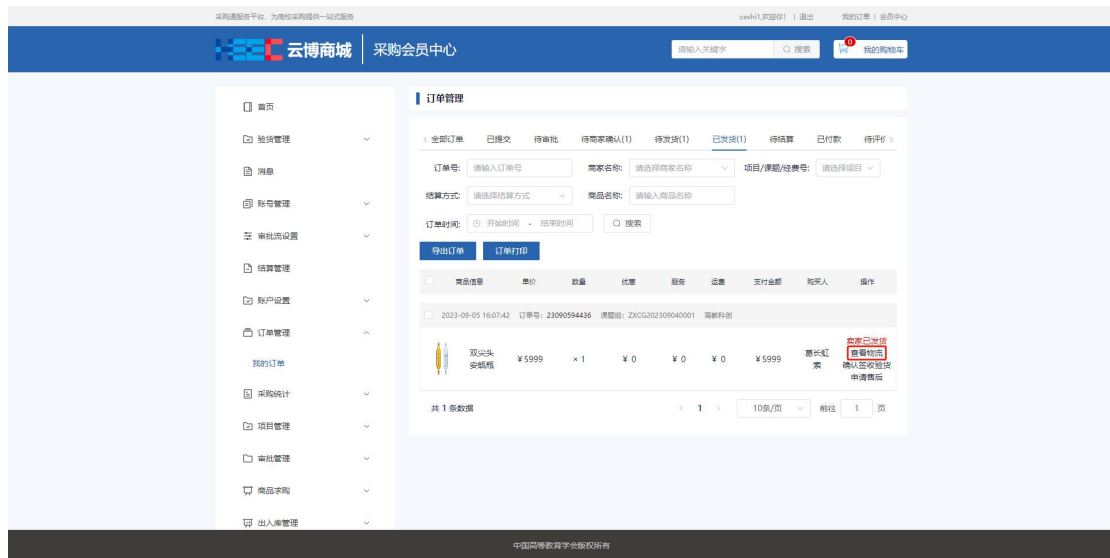 采购通服务平台，为高校采购提供一站式服务
ceshi1,欢迎你! | 退出 我的订单 | 会员中心
云博商城 采购会员中心
请输入关键字 搜索 0 我的购物车
首页
验货管理
消息
账号管理
审批流设置
结算管理
账户设置
订单管理
我的订单
采购统计
项目管理
审批管理
商品求购
出入库管理
订单管理
全部订单 已提交 待审批 待商家确认(1) 待发货(1) 已发货(1) 待结算 已付款 待评价
订单号: 请输入订单号 商家名称: 请选择商家名称 项目/课题/经费号: 请选择项目
结算方式: 请选择结算方式 商品名称: 请输入商品名称
订单时间: 开始时间 - 结束时间 搜索
导出订单 订单打印
商品信息 单价 数量 优惠 服务 运费 支付金额 购买人 操作
2023-09-05 16:07:42 订单号: 23090594436 课题组: ZXCG202309040001 高教科创
双尖头安瓿瓶 ¥5999 × 1 ¥ 0 ¥ 0 ¥ 0 ¥5999 葛长虹索
卖家已发货
查看物流
确认签收验货
申请售后
共 1 条数据 1 10条/页 前往 1 页
中国高等教育学会版权所有